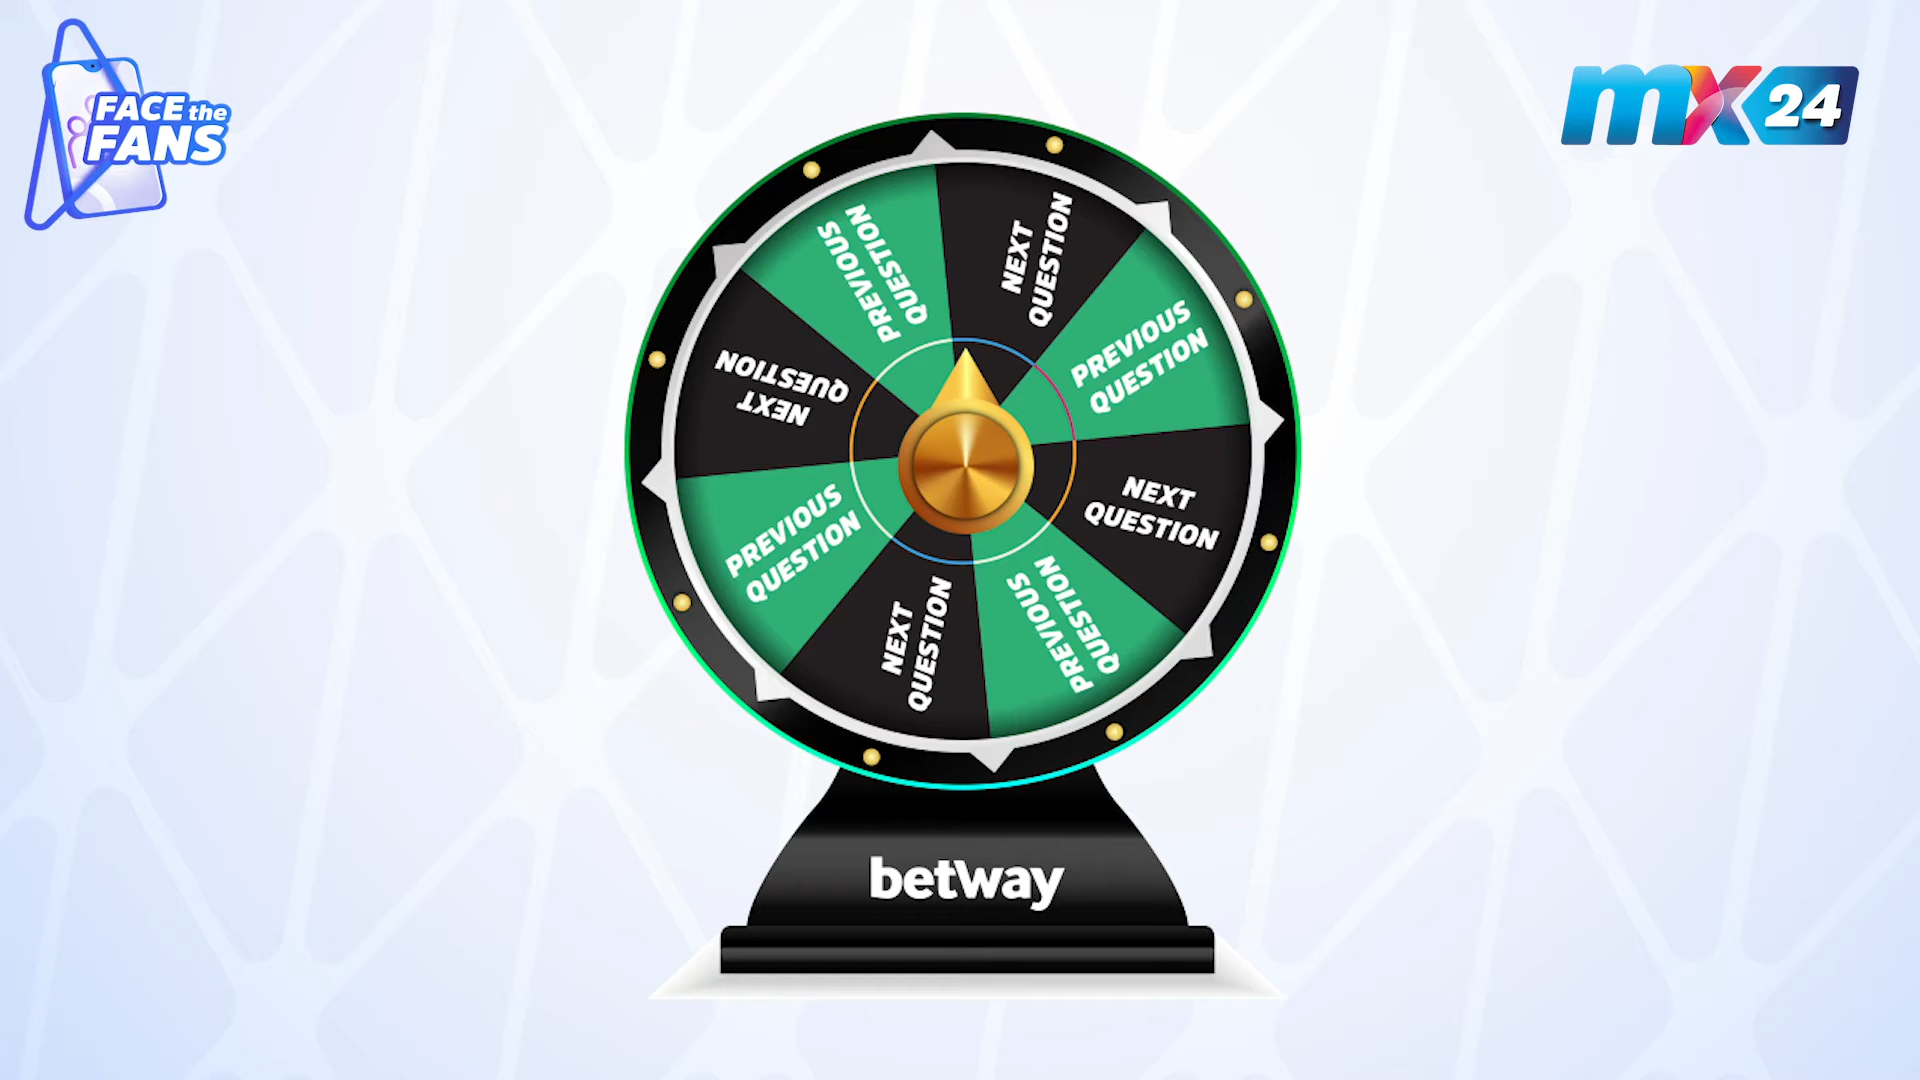 FACE the
FANS
mx24
PREVIOUS
QUESTION
NEXT
QUESTION
PREVIOUS
QUESTION
NEXT
QUESTION
PREVIOUS
QUESTION
NEXT
QUESTION
PREVIOUS
QUESTION
NEXT
QUESTION
betway